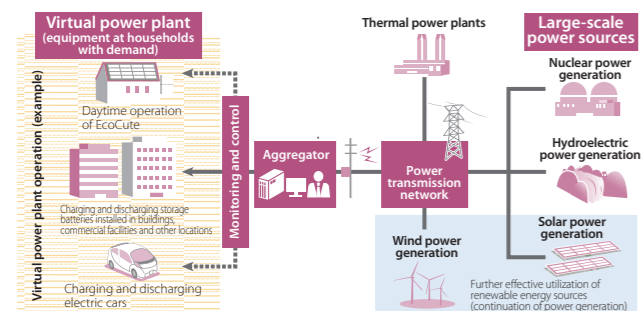 Virtual power plant
(equipment at households
with demand)
Virtual power plant operation (example)
Daytime operation
of EcoCute
Charging and discharging storage
batteries installed in buildings,
commercial facilities and other locations
Charging and discharging
electric cars
Monitoring and control
Aggregator
Thermal power plants
Power
transmission
network
Wind power
generation
Large-scale
power sources
Nuclear power
generation
Hydroelectric
power generation
Solar power
generation
Further effective utilization of
renewable energy sources
(continuation of power generation)